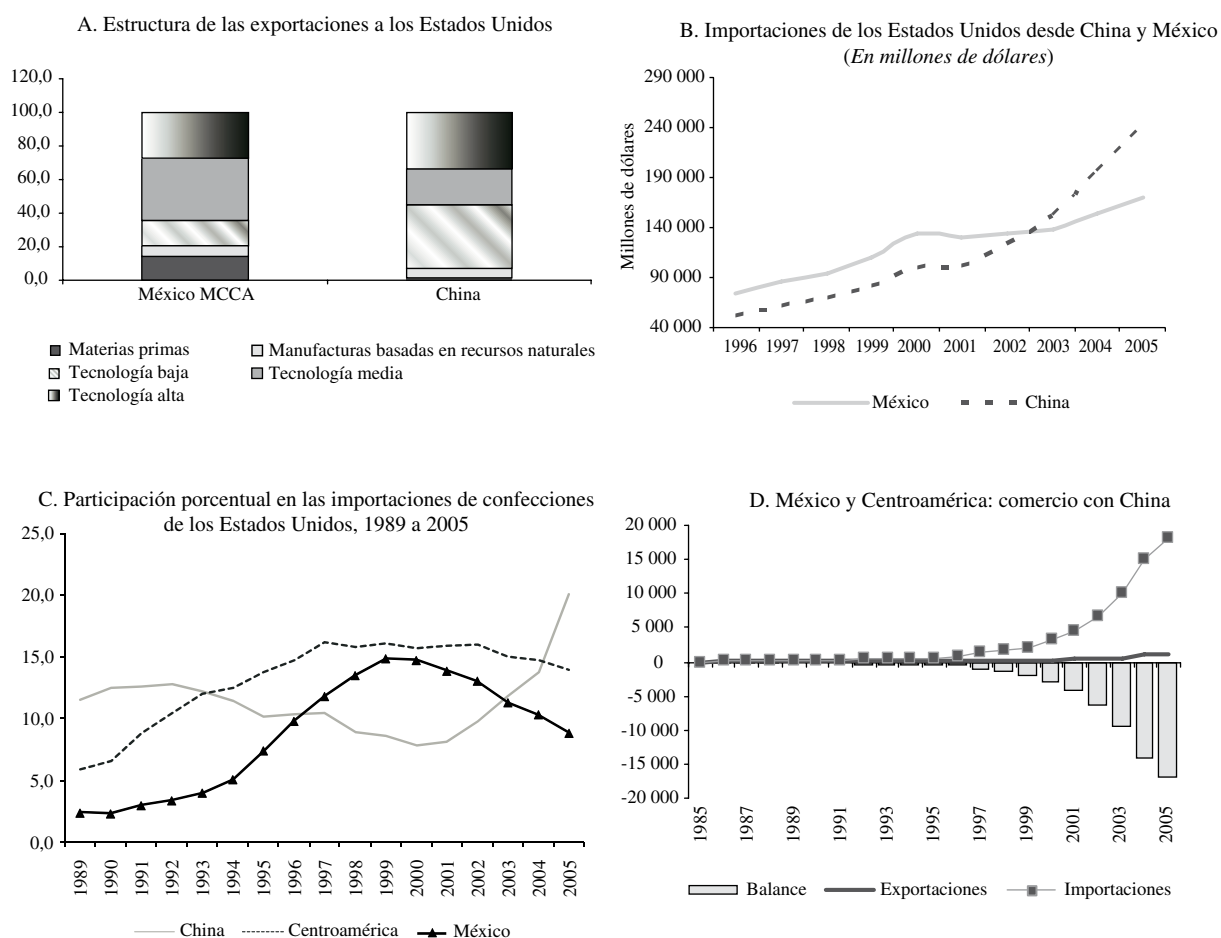 A. Estructura de las exportaciones a los Estados Unidos
120,0
100,0
80,0
60,0
40,0
20,0
0,0
México MCCA
China
Materias primas
Manufacturas basadas en recursos naturales
Tecnología baja
Tecnología media
Tecnología alta
B. Importaciones de los Estados Unidos desde China y México
(En millones de dólares)
Millones de dólares
290 000
240 000
190 000
140 000
90 000
40 000
1996 1997 1998 1999 2000 2001 2002 2003 2004 2005
México
China
C. Participación porcentual en las importaciones de confecciones
de los Estados Unidos, 1989 a 2005
25,0
20,0
15,0
10,0
5,0
0,0
1989 1990 1991 1992 1993 1994 1995 1996 1997 1998 1999 2000 2001 2002 2003 2004 2005
China
Centroamérica
México
D. México y Centroamérica: comercio con China
20 000
15 000
10 000
5 000
0
-5 000
-10 000
-15 000
-20 000
1985 1987 1989 1991 1993 1995 1997 1999 2001 2003 2005
Balance
Exportaciones
Importaciones